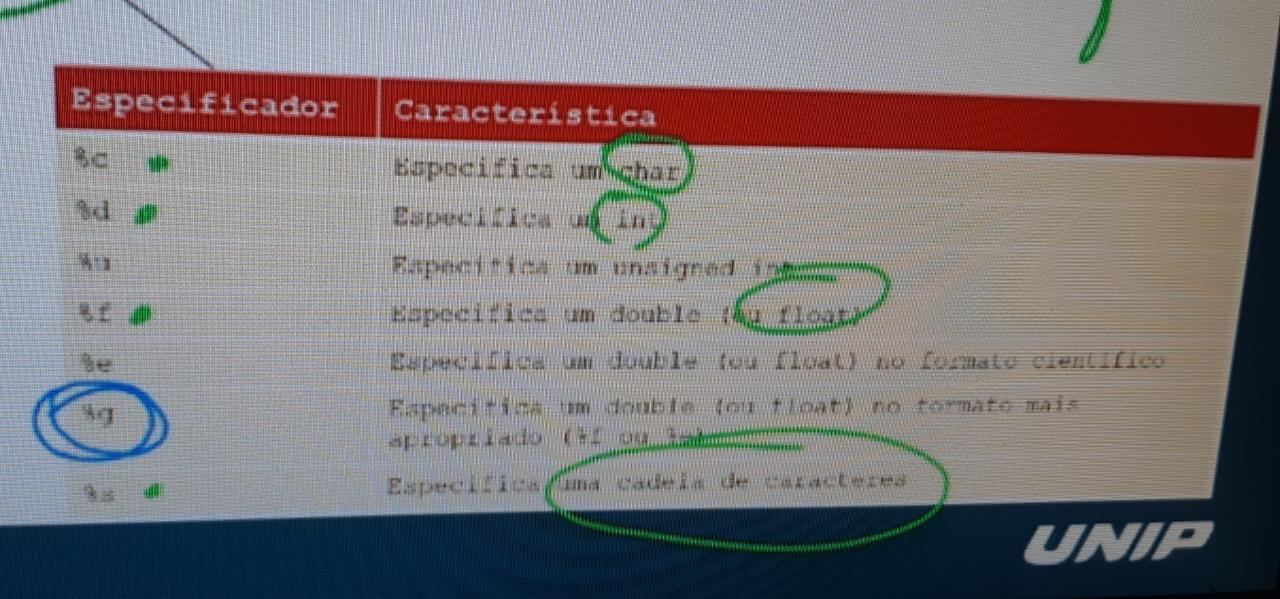 Especificador Característica
%c Especifica um char
%d Especifica um int
%u Especifica um unsigned int
%f Especifica um double (ou float)
%e Especifica um double (ou float) no formato científico
%g Especifica um double (ou float) no formato mais
apropriado (%f ou %e)
%s Especifica uma cadeia de caracteres
UNIP